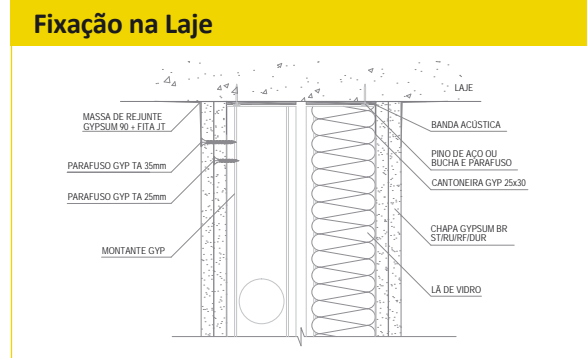 Fixação na Laje
LAJE
MASSA DE REJUNTE
GYPSUM 90 + FITA JT
PARAFUSO GYP TA 35mm
PARAFUSO GYP TA 25mm
MONTANTE GYP
BANDA ACÚSTICA
PINO DE AÇO OU
BUCHA E PARAFUSO
CANTONEIRA GYP 25x30
CHAPA GYPSUM BR
ST/RU/RF/DUR
LÃ DE VIDRO